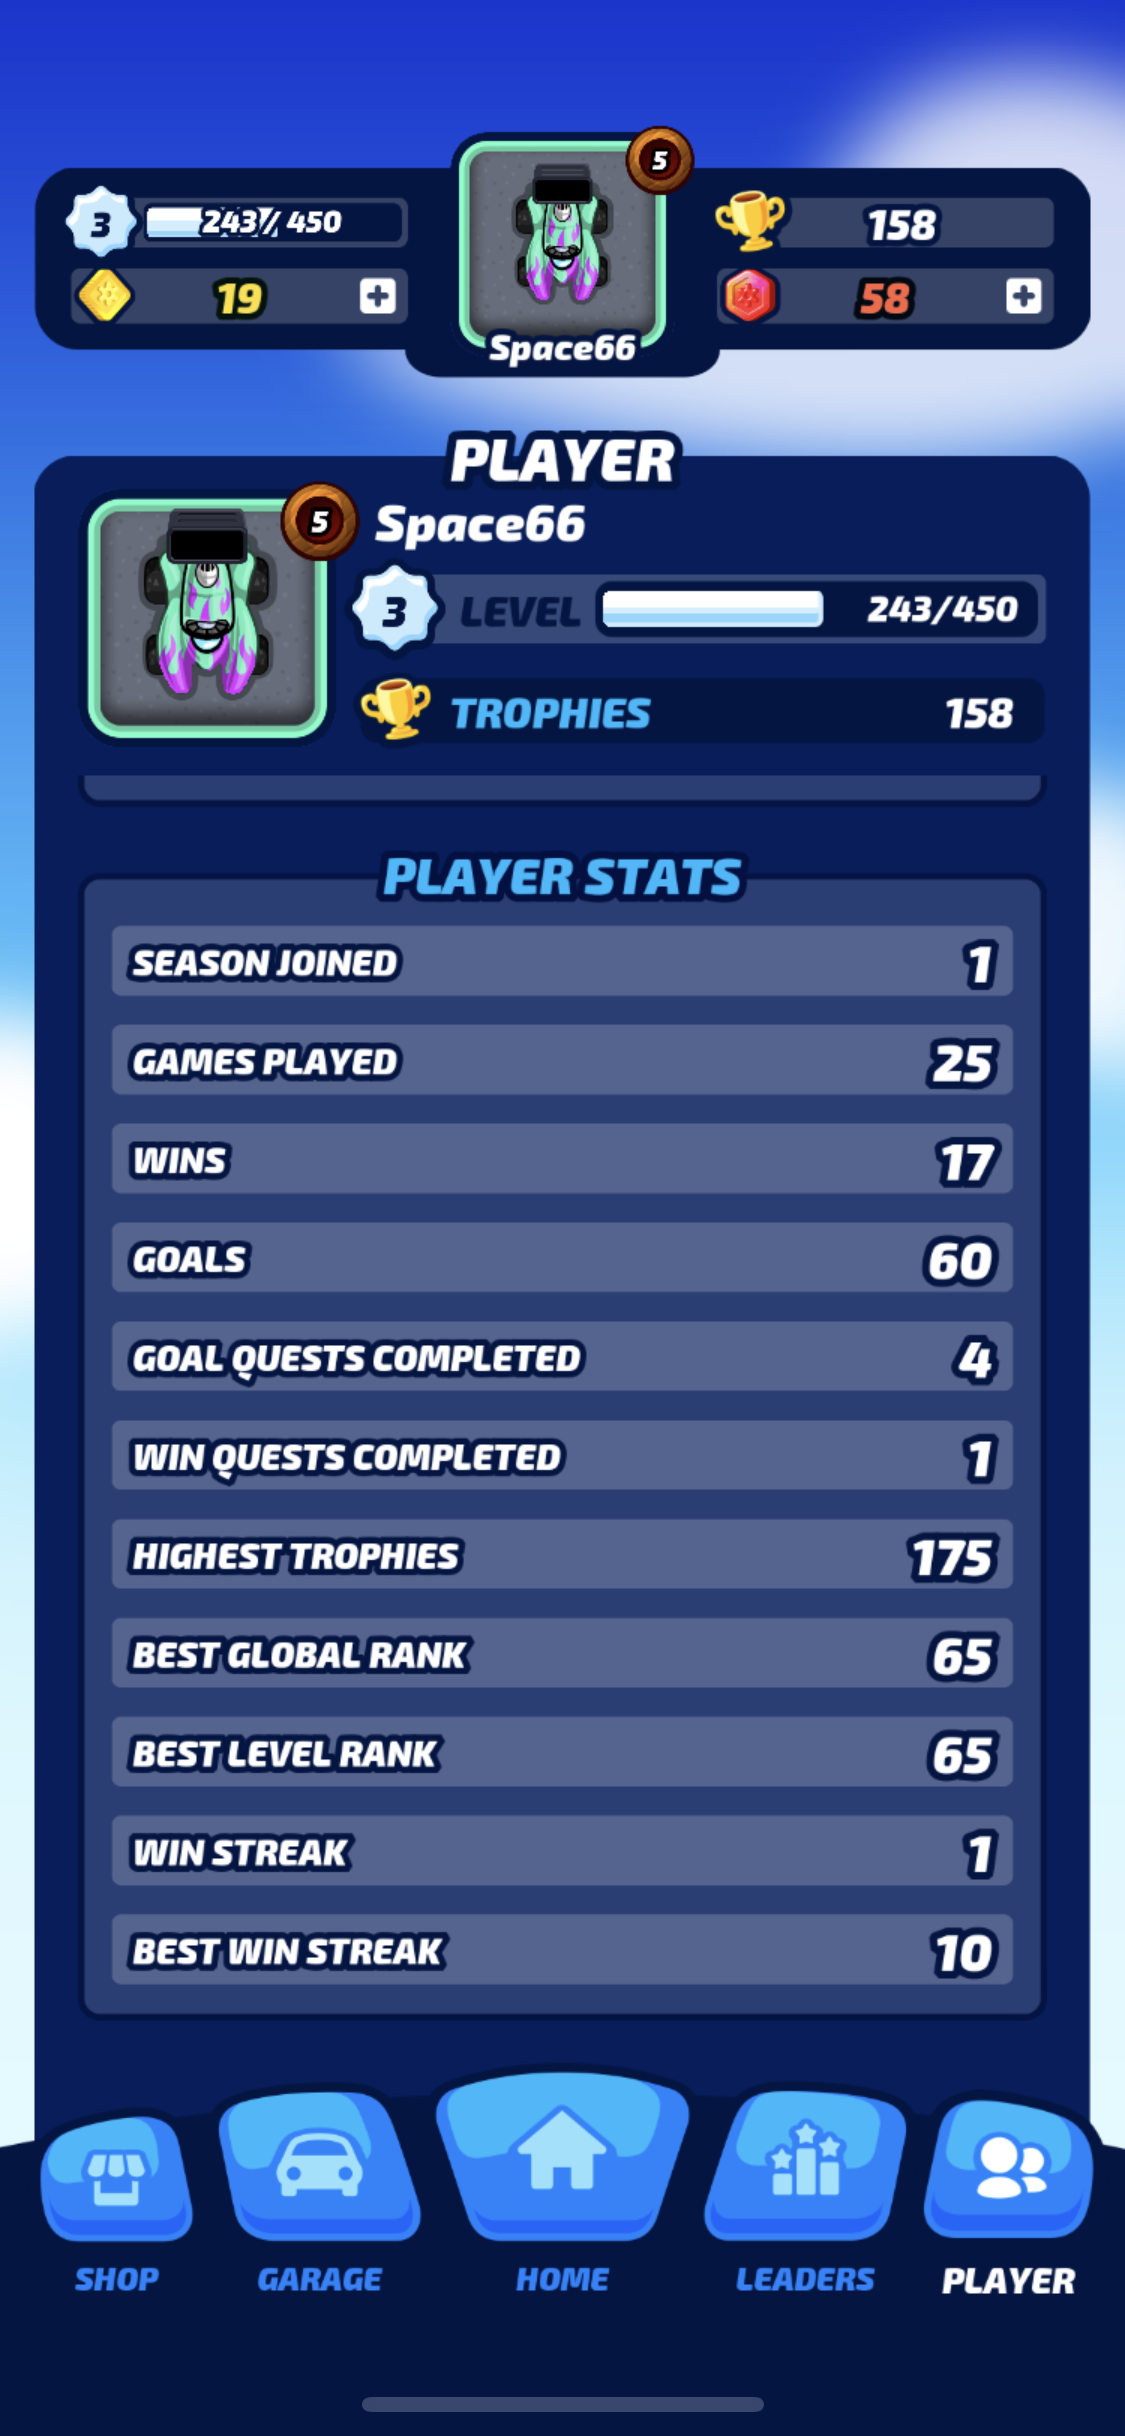 3
243/ 450
19
Space66
5
158
58
PLAYER
5
Space66
3
LEVEL
243/450
TROPHIES
158
PLAYER STATS
SEASON JOINED 1
GAMES PLAYED 25
WINS 17
GOALS 60
GOAL QUESTS COMPLETED 4
WIN QUESTS COMPLETED 1
HIGHEST TROPHIES 175
BEST GLOBAL RANK 65
BEST LEVEL RANK 65
WIN STREAK 1
BEST WIN STREAK 10
SHOP
GARAGE
HOME
LEADERS
PLAYER